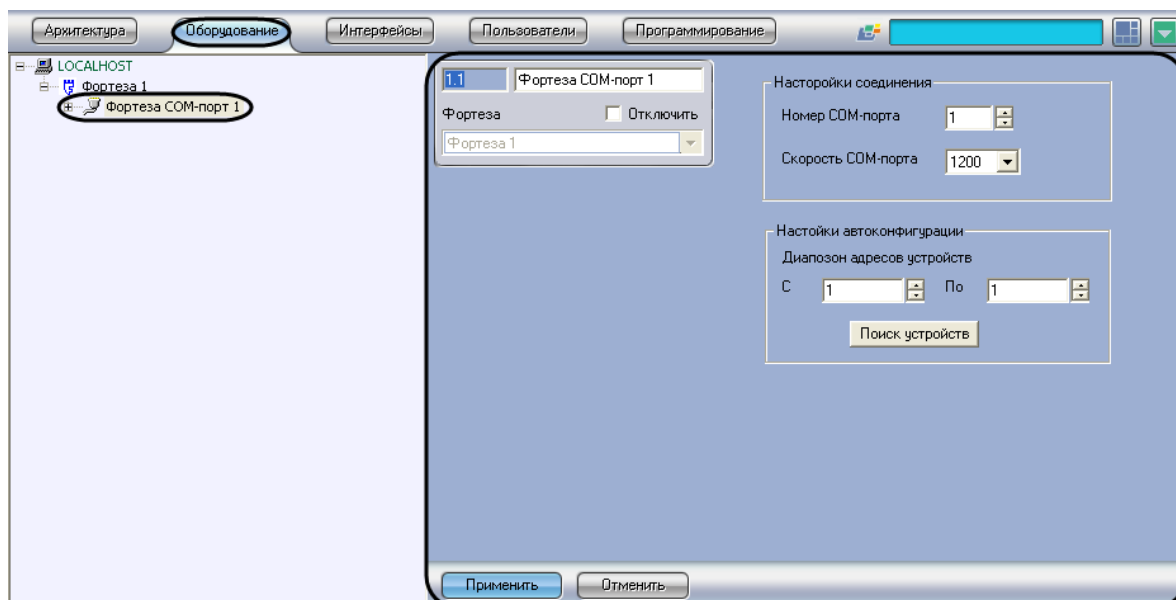 Архитектура Оборудование Интерфейсы Пользователи Программирование
LOCALHOST
Фортеза 1
Фортеза COM-порт 1
1.1 Фортеза COM-порт 1
Фортеза Отключить
Фортеза 1
Насторойки соединения
Номер COM-порта 1
Скорость COM-порта 1200
Настойки автоконфигурации
Диапозон адресов устройств
С 1 По 1
Поиск устройств
Применить Отменить